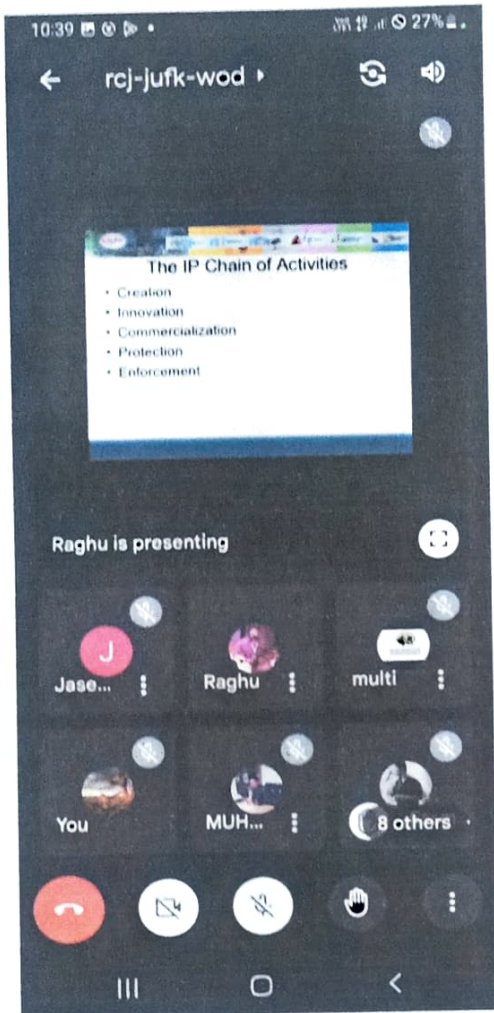 10:39
27%
rcj-jufk-wod
The IP Chain of Activities
• Creation
• Innovation
• Commercialization
• Protection
• Enforcement
Raghu is presenting
J
Jase...
Raghu
multi
You
MUH...
8 others